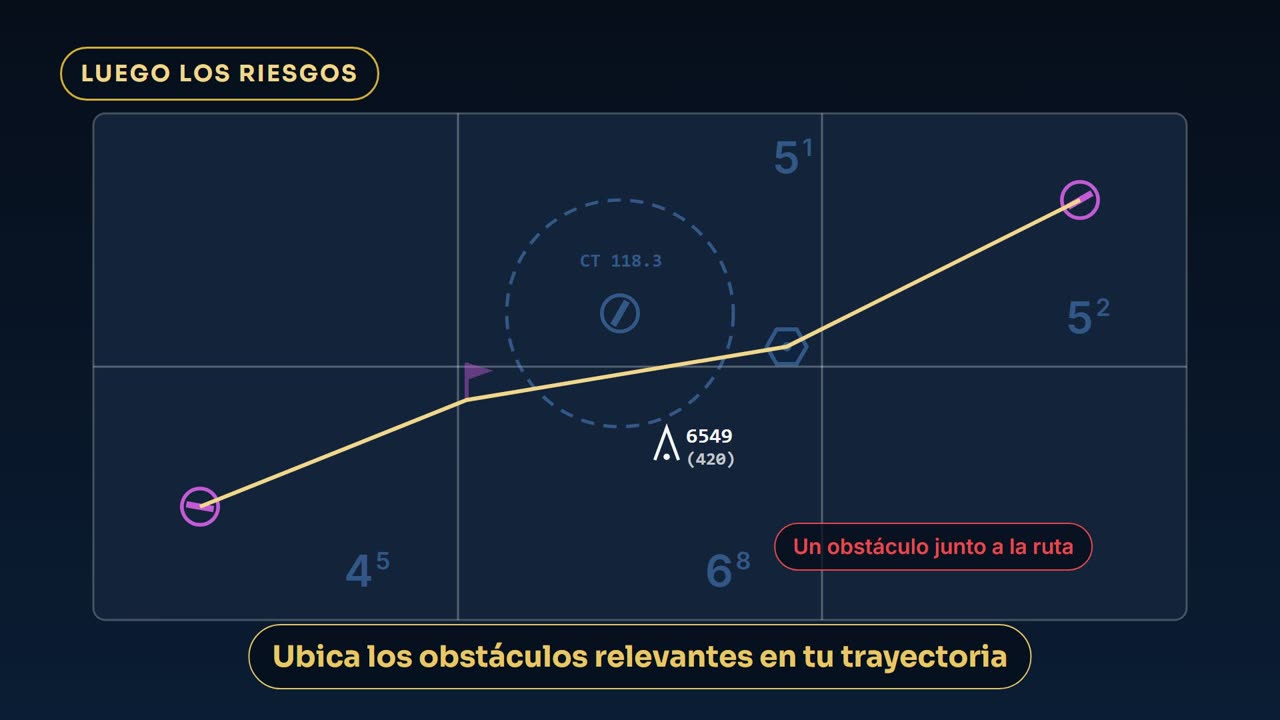 LUEGO LOS RIESGOS
5¹
CT 118.3
5²
6549
(420)
Un obstáculo junto a la ruta
4⁵
6⁸
Ubica los obstáculos relevantes en tu trayectoria